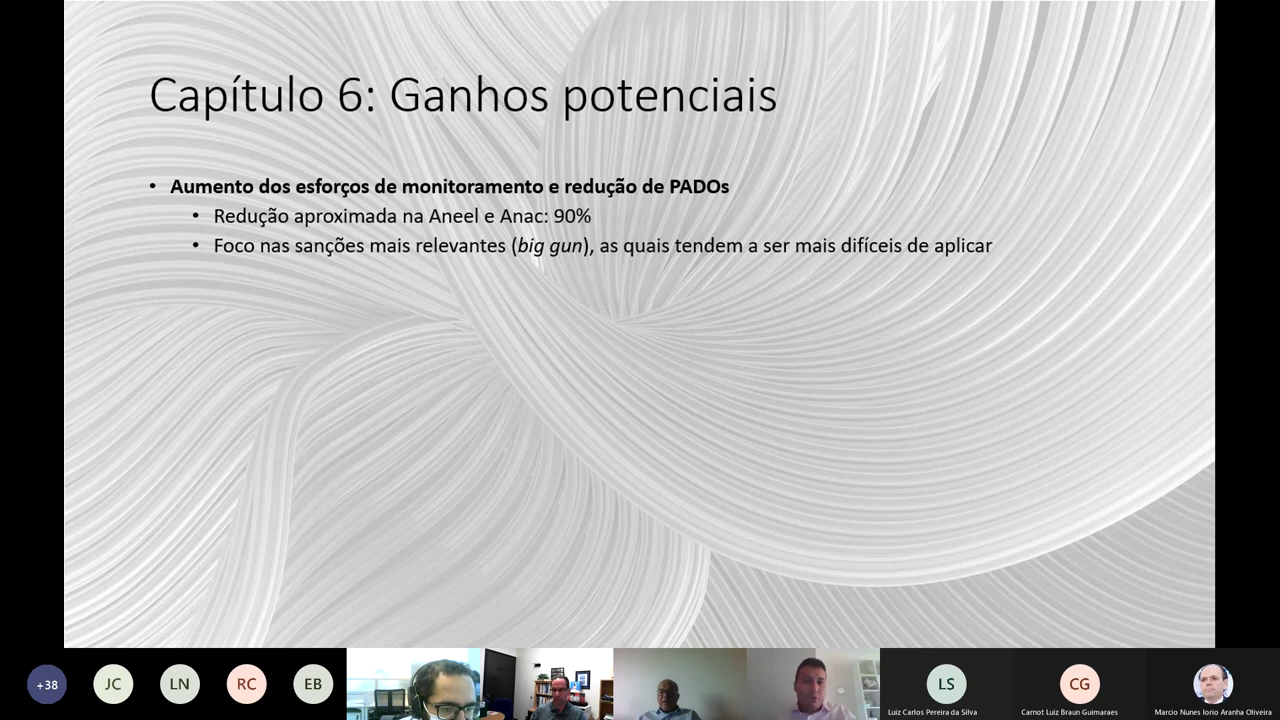 Capítulo 6: Ganhos potenciais
• Aumento dos esforços de monitoramento e redução de PADOs
• Redução aproximada na Aneel e Anac: 90%
• Foco nas sanções mais relevantes (big gun), as quais tendem a ser mais difíceis de aplicar
+38
JC
LN
RC
EB
LS
CG
Luiz Carlos Pereira da Silva
Carnot Luiz Braun Guimaraes
Marcio Nunes Iorio Aranha Oliveira